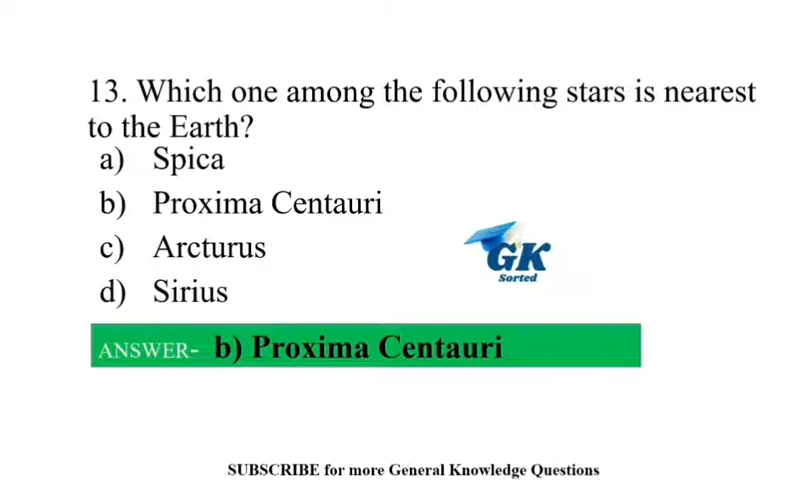 13. Which one among the following stars is nearest
to the Earth?
a) Spica
b) Proxima Centauri
c) Arcturus
d) Sirius
GK
Sorted
ANSWER- b) Proxima Centauri
SUBSCRIBE for more General Knowledge Questions